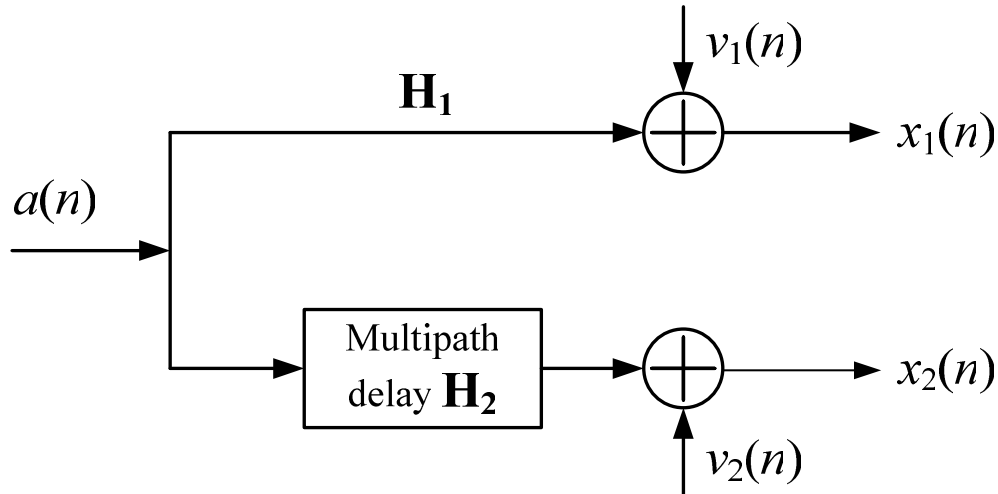 v₁(n)
H₁
x₁(n)
a(n)
Multipath
delay H₂
x₂(n)
v₂(n)